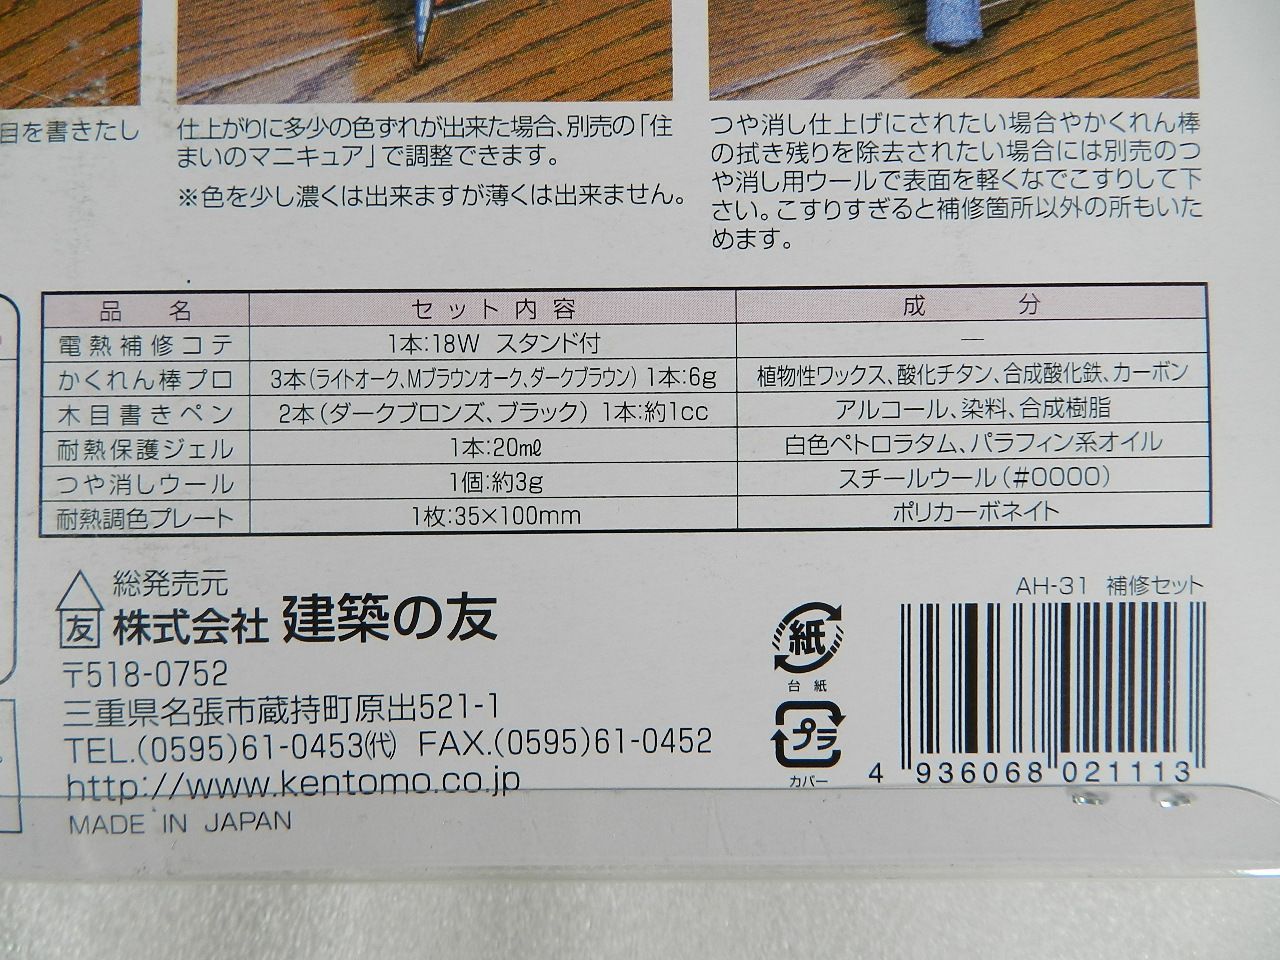 目を書きたし
仕上がりに多少の色ずれが出来た場合、別売の「住
まいのマニキュア」で調整できます。
※色を少し濃くは出来ますが薄くは出来ません。
つや消し仕上げにされたい場合やかくれん棒
の拭き残りを除去されたい場合には別売のつ
や消し用ウールで表面を軽くなでこすりして下
さい。こすりすぎると補修箇所以外の所もいた
めます。
品名 セット内容 成分
電熱補修コテ 1本:18W スタンド付 —
かくれん棒プロ 3本(ライトオーク、Mブラウンオーク、ダークブラウン) 1本:6g 植物性ワックス、酸化チタン、合成酸化鉄、カーボン
木目書きペン 2本(ダークブロンズ、ブラック) 1本:約1cc アルコール、染料、合成樹脂
耐熱保護ジェル 1本:20mℓ 白色ペトロラタム、パラフィン系オイル
つや消しウール 1個:約3g スチールウール(#0000)
耐熱調色プレート 1枚:35×100mm ポリカーボネイト
総発売元
友 株式会社 建築の友
〒518-0752
三重県名張市蔵持町原出521-1
TEL.(0595)61-0453㈹ FAX.(0595)61-0452
http://www.kentomo.co.jp
MADE IN JAPAN
紙
台紙
プラ
カバー
AH-31 補修セット
4 936068 021113